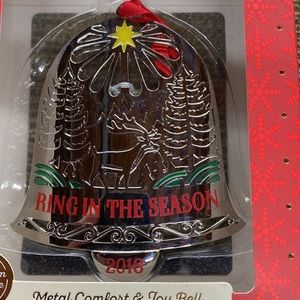 RING IN THE SEASON
2018
Metal Comfort & Joy Bell